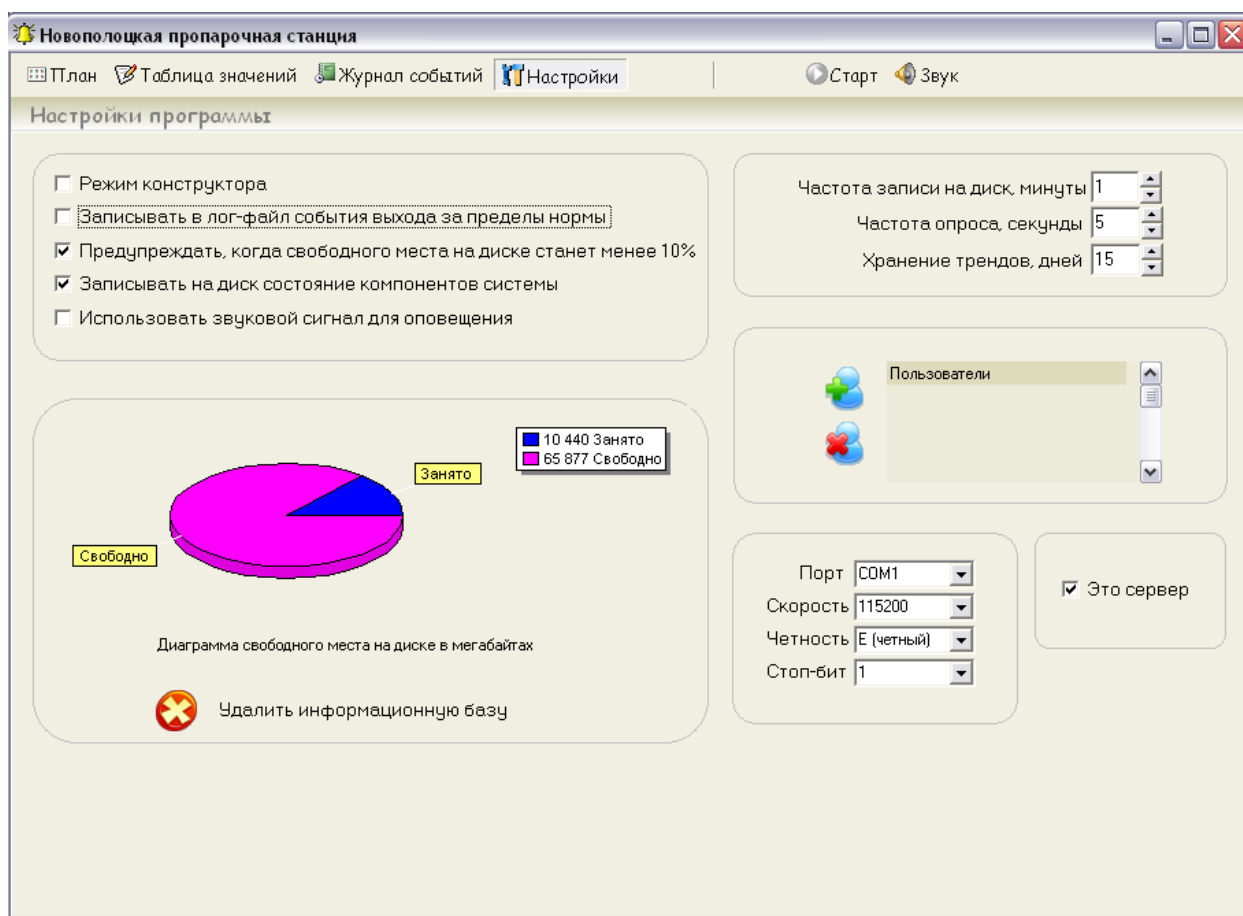 Новополоцкая пропарочная станция
План Таблица значений Журнал событий Настройки Старт Звук
Настройки программы
Режим конструктора
Записывать в лог-файл события выхода за пределы нормы
Предупреждать, когда свободного места на диске станет менее 10%
Записывать на диск состояние компонентов системы
Использовать звуковой сигнал для оповещения
Частота записи на диск, минуты 1
Частота опроса, секунды 5
Хранение трендов, дней 15
Пользователи
10 440 Занято
65 877 Свободно
Занято
Свободно
Диаграмма свободного места на диске в мегабайтах
Удалить информационную базу
Порт COM1
Скорость 115200
Четность E (четный)
Стоп-бит 1
Это сервер